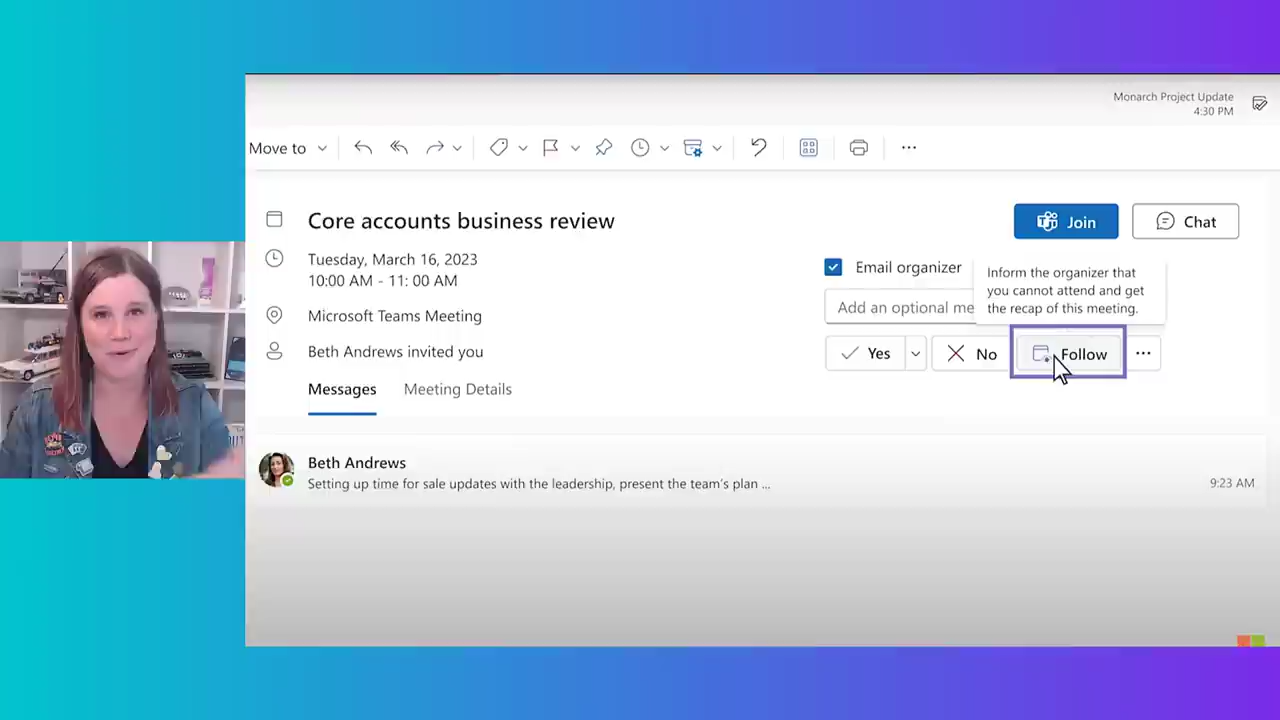 Monarch Project Update
4:30 PM
Move to
Core accounts business review
Join
Chat
Tuesday, March 16, 2023
10:00 AM - 11: 00 AM
Email organizer
Inform the organizer that
you cannot attend and get
the recap of this meeting.
Add an optional me
Microsoft Teams Meeting
Beth Andrews invited you
Yes
No
Follow
Messages
Meeting Details
Beth Andrews
Setting up time for sale updates with the leadership, present the team's plan ...
9:23 AM